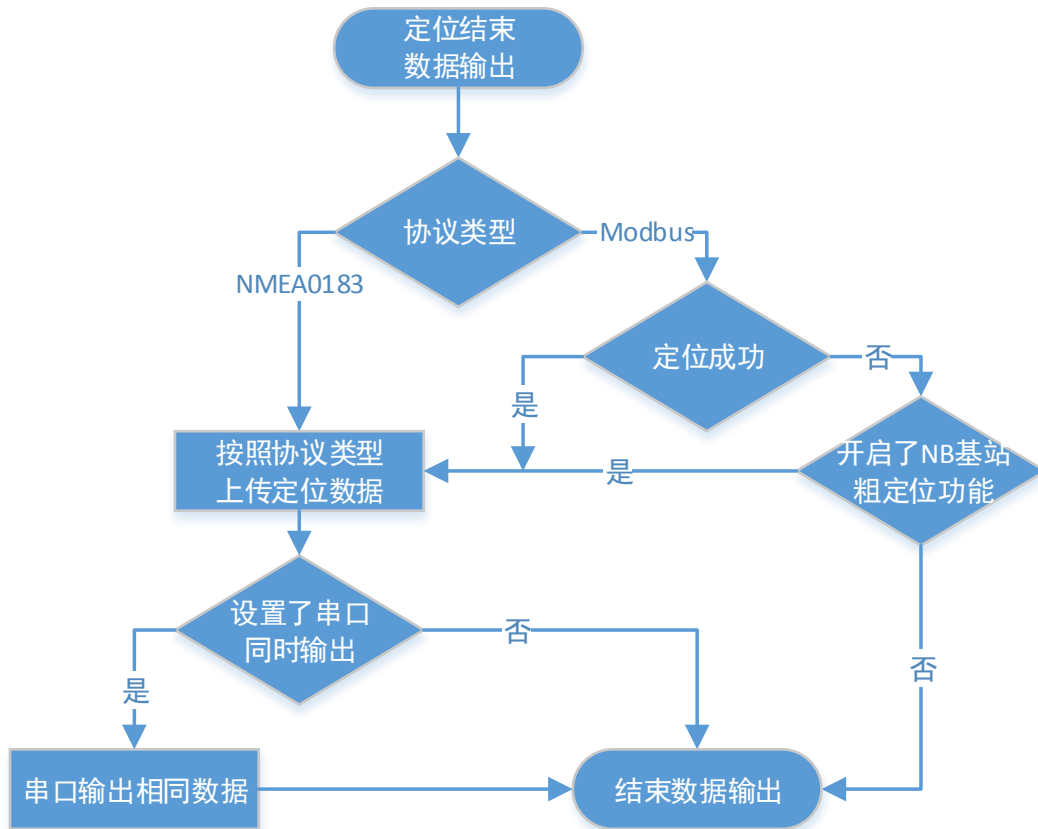 定位结束
数据输出
协议类型
Modbus
NMEA0183
定位成功
否
是
按照协议类型
上传定位数据
是
开启了NB基站
粗定位功能
设置了串口
同时输出
否
是
否
串口输出相同数据
结束数据输出